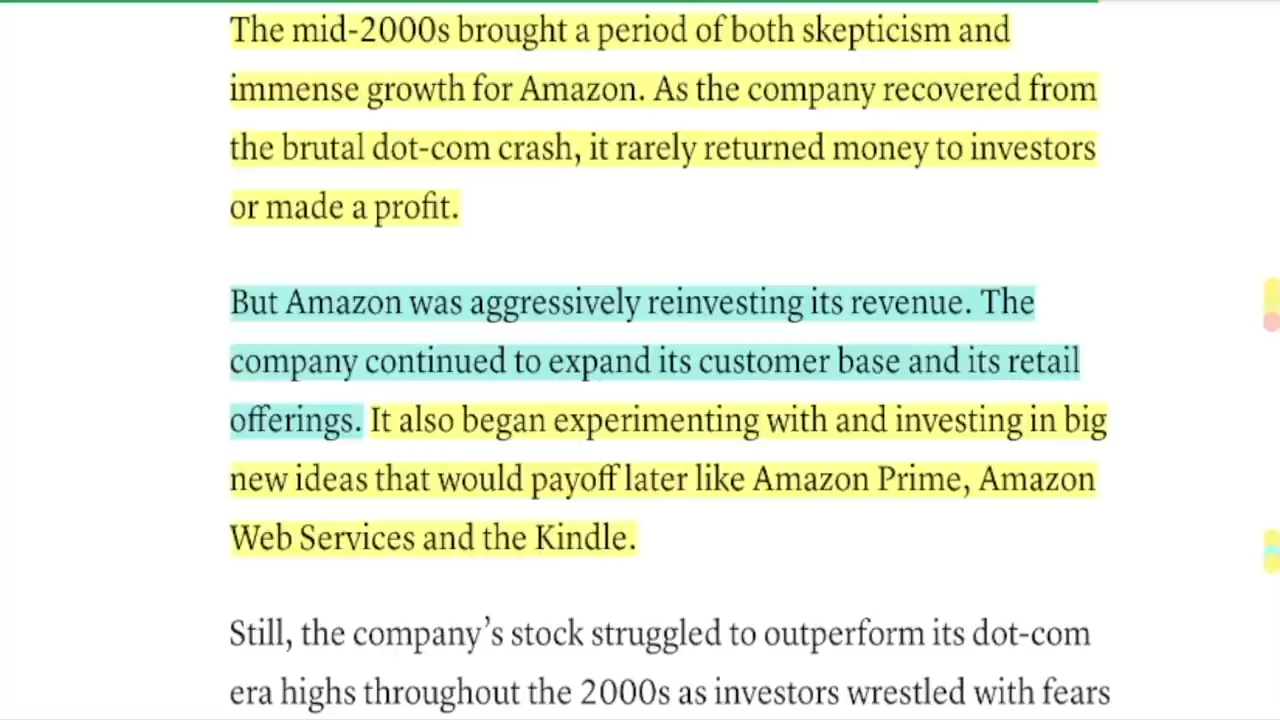 The mid-2000s brought a period of both skepticism and
immense growth for Amazon. As the company recovered from
the brutal dot-com crash, it rarely returned money to investors
or made a profit.
But Amazon was aggressively reinvesting its revenue. The
company continued to expand its customer base and its retail
offerings. It also began experimenting with and investing in big
new ideas that would payoff later like Amazon Prime, Amazon
Web Services and the Kindle.
Still, the company’s stock struggled to outperform its dot-com
era highs throughout the 2000s as investors wrestled with fears